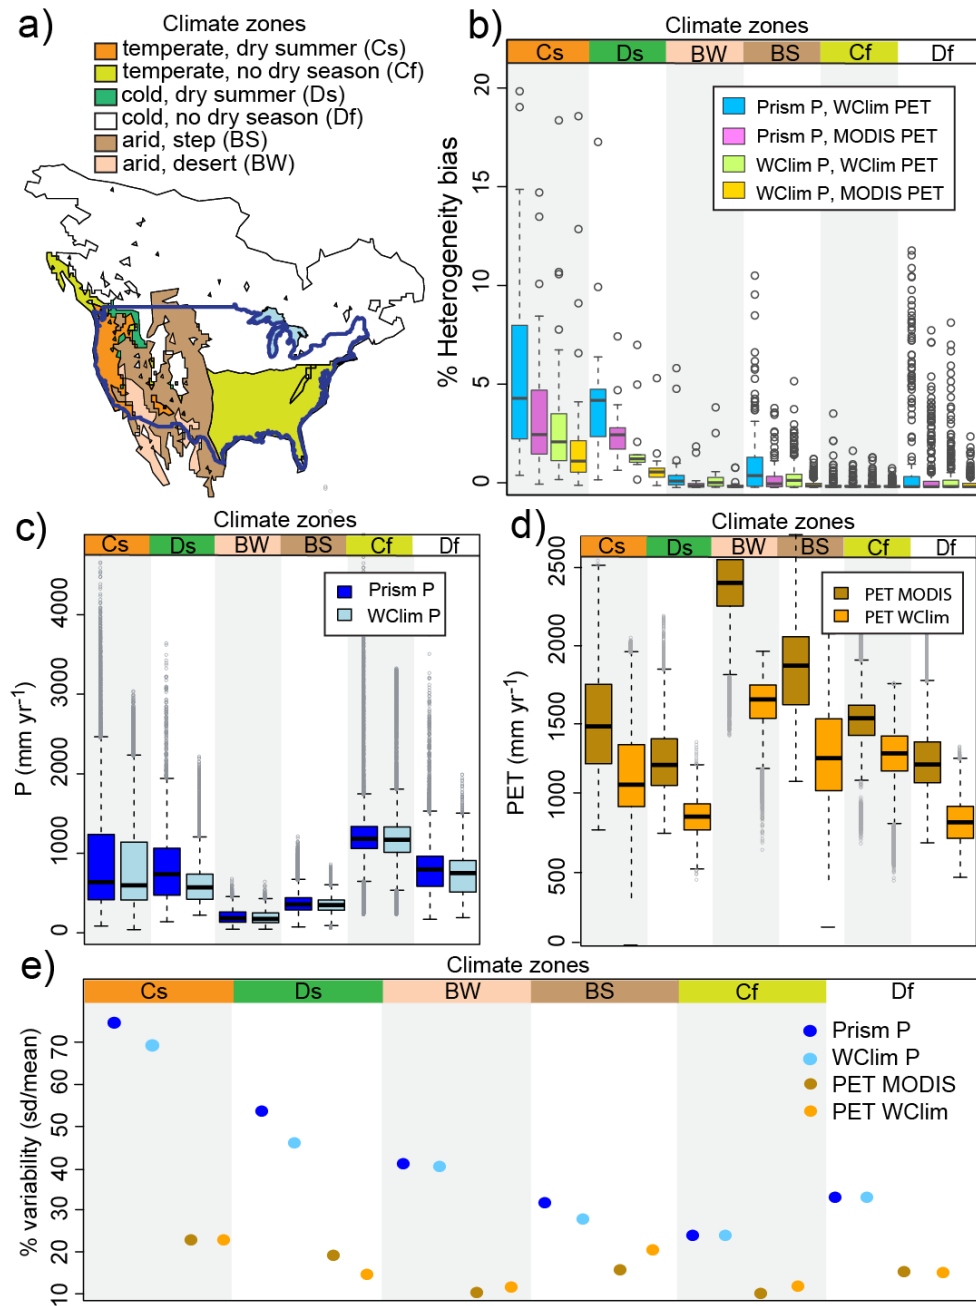 a)
Climate zones
temperate, dry summer (Cs)
temperate, no dry season (Cf)
cold, dry summer (Ds)
cold, no dry season (Df)
arid, step (BS)
arid, desert (BW)
b)
Climate zones
Cs Ds BW BS Cf Df
% Heterogeneity bias
20
15
10
5
0
Prism P, WClim PET
Prism P, MODIS PET
WClim P, WClim PET
WClim P, MODIS PET
c)
Climate zones
Cs Ds BW BS Cf Df
P (mm yr⁻¹)
4000
3000
2000
1000
0
Prism P
WClim P
d)
Climate zones
Cs Ds BW BS Cf Df
PET (mm yr⁻¹)
2500
2000
1500
1000
500
0
PET MODIS
PET WClim
e)
Climate zones
Cs Ds BW BS Cf Df
% variability (sd/mean)
70
60
50
40
30
20
10
Prism P
WClim P
PET MODIS
PET WClim